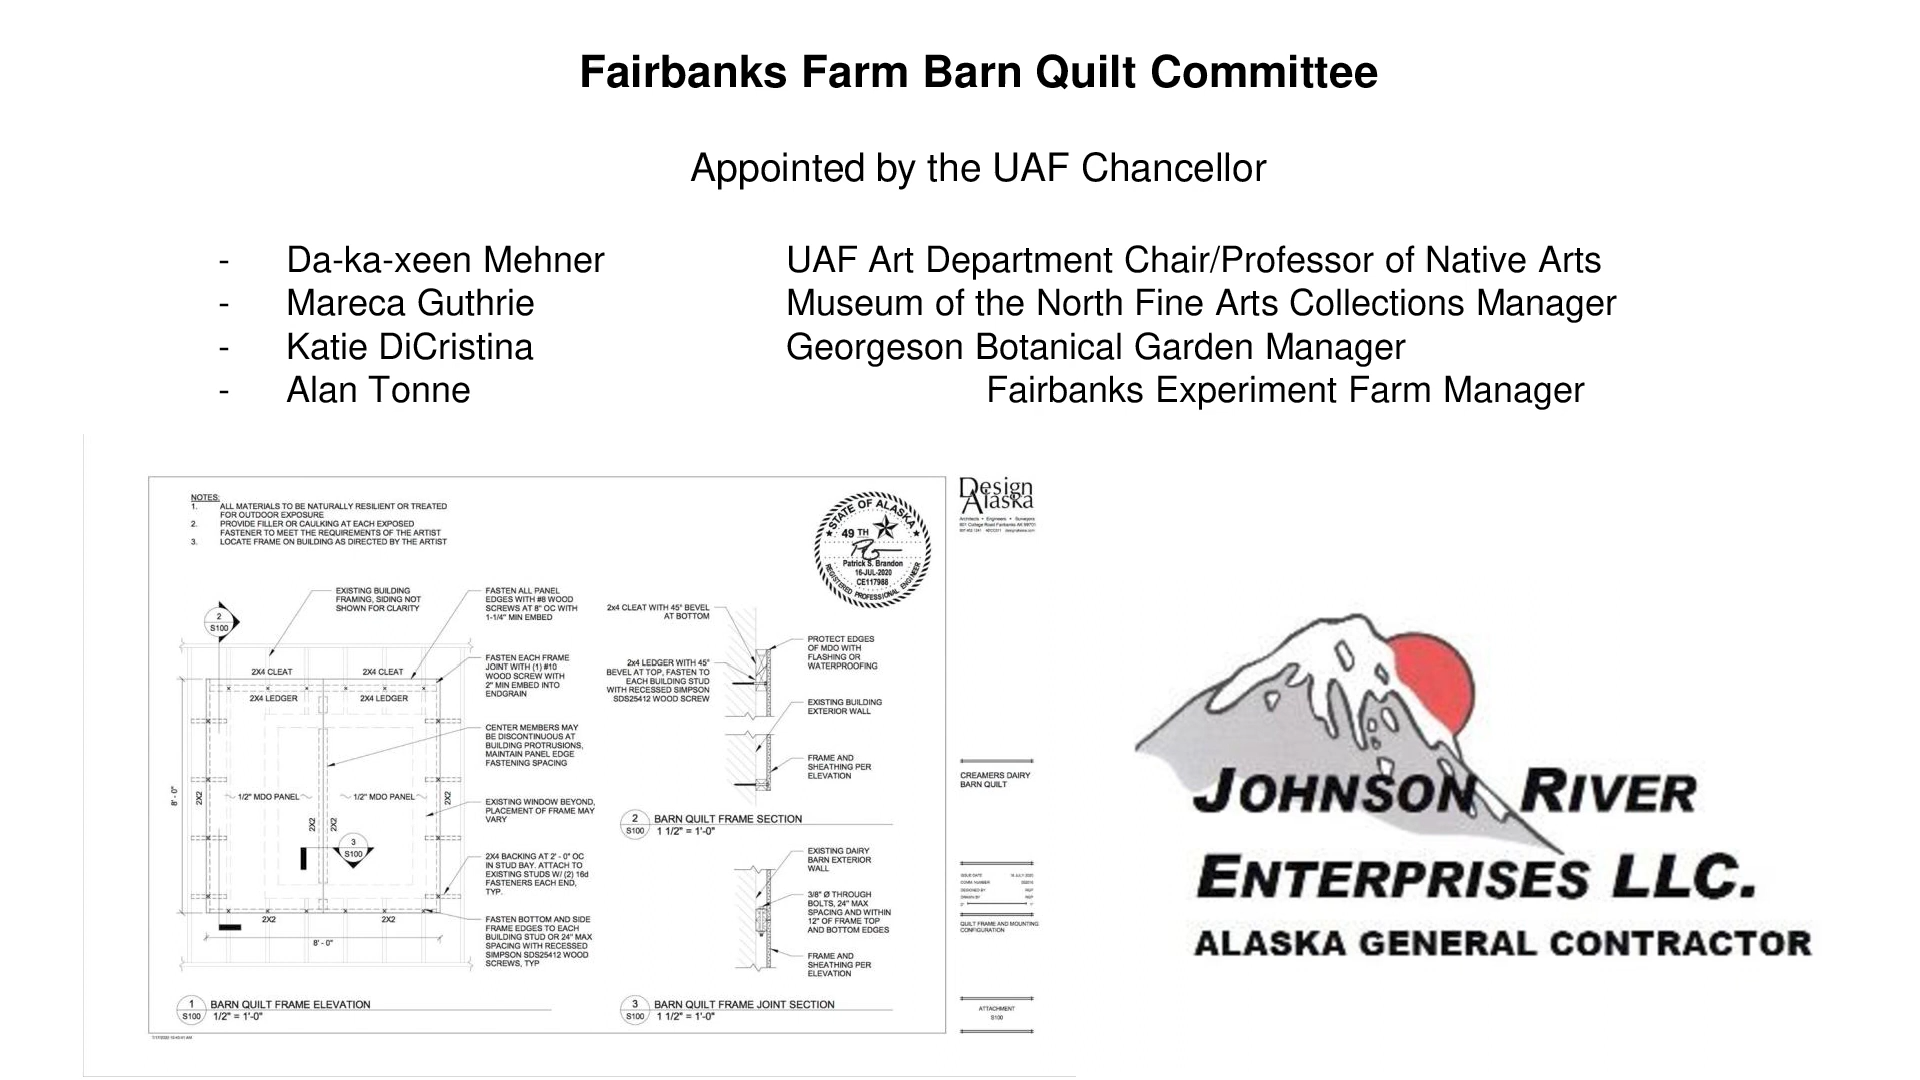 Fairbanks Farm Barn Quilt Committee
Appointed by the UAF Chancellor
- Da-ka-xeen Mehner UAF Art Department Chair/Professor of Native Arts
- Mareca Guthrie Museum of the North Fine Arts Collections Manager
- Katie DiCristina Georgeson Botanical Garden Manager
- Alan Tonne Fairbanks Experiment Farm Manager
NOTES:
1. ALL MATERIALS TO BE NATURALLY RESILIENT OR TREATED
FOR OUTDOOR EXPOSURE
2. PROVIDE FILLER OR CAULKING AT EACH EXPOSED
FASTENER TO MEET THE REQUIREMENTS OF THE ARTIST
3. LOCATE FRAME ON BUILDING AS DIRECTED BY THE ARTIST
STATE OF ALASKA
49 TH
Patrick S. Brandon
16-JUL-2020
CE117988
REGISTERED PROFESSIONAL ENGINEER
Design
Alaska
Architects • Engineers • Surveyors
EXISTING BUILDING
FRAMING, SIDING NOT
SHOWN FOR CLARITY
FASTEN ALL PANEL
EDGES WITH #8 WOOD
SCREWS AT 8" OC WITH
1-1/4" MIN EMBED
2
S100
2X4 CLEAT
2X4 CLEAT
2X4 LEDGER
2X4 LEDGER
FASTEN EACH FRAME
JOINT WITH (1) #10
WOOD SCREW WITH
2" MIN EMBED INTO
ENDGRAIN
CENTER MEMBERS MAY
BE DISCONTINUOUS AT
BUILDING PROTRUSIONS,
MAINTAIN PANEL EDGE
FASTENING SPACING
8' - 0"
2X2
1/2" MDO PANEL
1/2" MDO PANEL
2X2
2X2
2X2
EXISTING WINDOW BEYOND,
PLACEMENT OF FRAME MAY
VARY
3
S100
2X4 BACKING AT 2' - 0" OC
IN STUD BAY. ATTACH TO
EXISTING STUDS W/ (2) 16d
FASTENERS EACH END,
TYP.
2X2
2X2
8' - 0"
FASTEN BOTTOM AND SIDE
FRAME EDGES TO EACH
BUILDING STUD OR 24" MAX
SPACING WITH RECESSED
SIMPSON SDS25412 WOOD
SCREWS, TYP
1
S100
BARN QUILT FRAME ELEVATION
1/2" = 1'-0"
2x4 CLEAT WITH 45° BEVEL
AT BOTTOM
2x4 LEDGER WITH 45°
BEVEL AT TOP, FASTEN TO
EACH BUILDING STUD
WITH RECESSED SIMPSON
SDS25412 WOOD SCREW
PROTECT EDGES
OF MDO WITH
FLASHING OR
WATERPROOFING
EXISTING BUILDING
EXTERIOR WALL
FRAME AND
SHEATHING PER
ELEVATION
2
S100
BARN QUILT FRAME SECTION
1 1/2" = 1'-0"
EXISTING DAIRY
BARN EXTERIOR
WALL
3/8" Ø THROUGH
BOLTS, 24" MAX
SPACING AND WITHIN
12" OF FRAME TOP
AND BOTTOM EDGES
FRAME AND
SHEATHING PER
ELEVATION
3
S100
BARN QUILT FRAME JOINT SECTION
1 1/2" = 1'-0"
CREAMERS DAIRY
BARN QUILT
QUILT FRAME AND MOUNTING
CONFIGURATION
ATTACHMENT
S100
JOHNSON RIVER
ENTERPRISES LLC.
ALASKA GENERAL CONTRACTOR